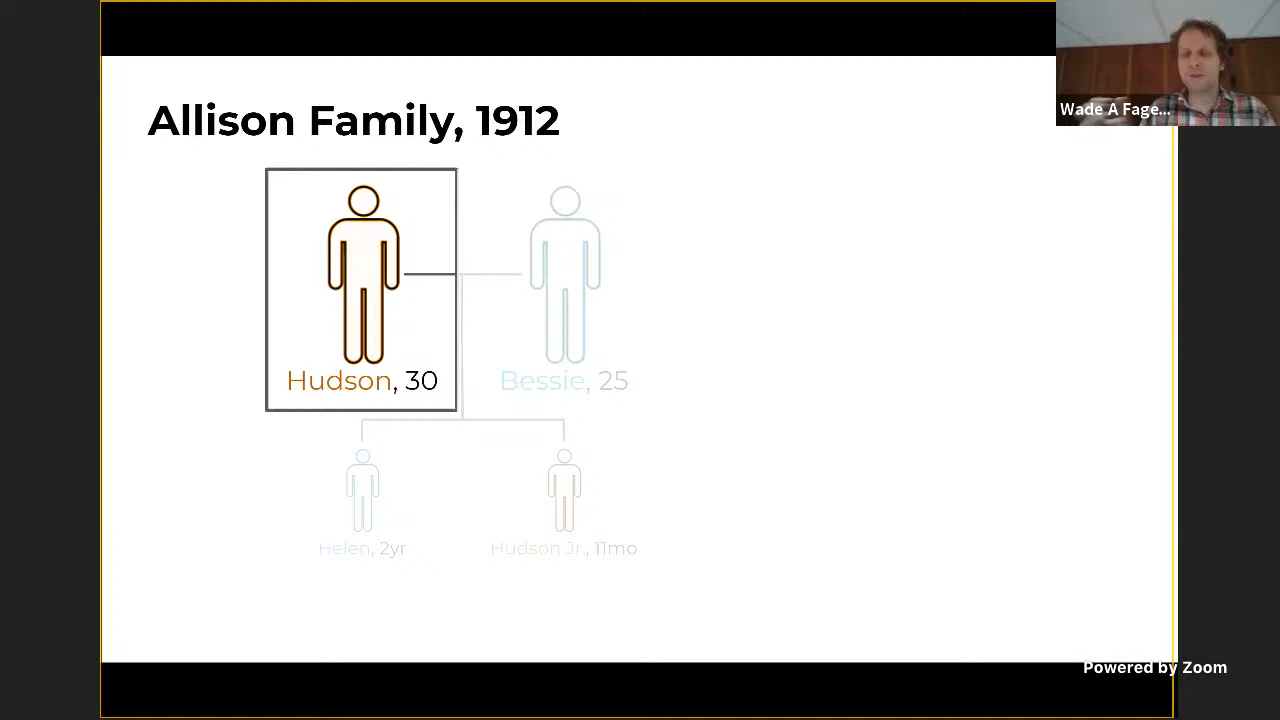 Allison Family, 1912
Wade A Fage...
Hudson, 30
Bessie, 25
Helen, 2yr
Hudson Jr., 11mo
Powered by Zoom